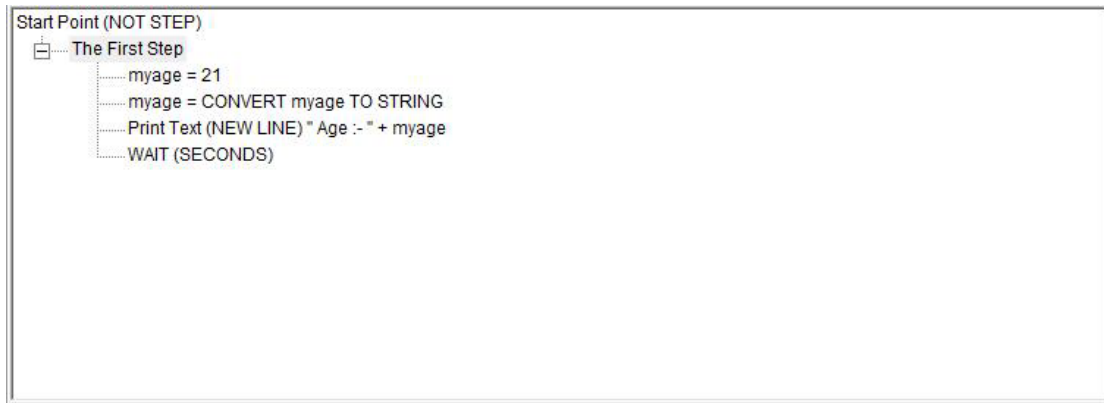 Start Point (NOT STEP)
The First Step
myage = 21
myage = CONVERT myage TO STRING
Print Text (NEW LINE) " Age :- " + myage
WAIT (SECONDS)